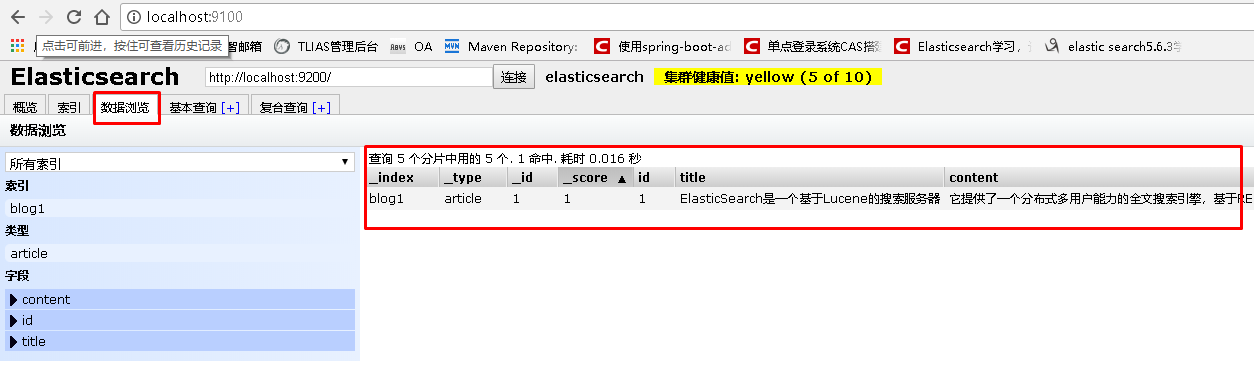 localhost:9100
点击可前进，按住可查看历史记录
智邮箱 TLIAS管理后台 OA Maven Repository: 使用spring-boot-ad 单点登录系统CAS搭建 Elasticsearch学习， elastic search5.6.3学
Elasticsearch http://localhost:9200/ 连接 elasticsearch 集群健康值: yellow (5 of 10)
概览 索引 数据浏览 基本查询 [+] 复合查询 [+]
数据浏览
所有索引
索引
blog1
类型
article
字段
content
id
title
查询 5 个分片中用的 5 个. 1 命中. 耗时 0.016 秒
_index _type _id _score ▲ id title content
blog1 article 1 1 1 ElasticSearch是一个基于Lucene的搜索服务器 它提供了一个分布式多用户能力的全文搜索引擎，基于RE